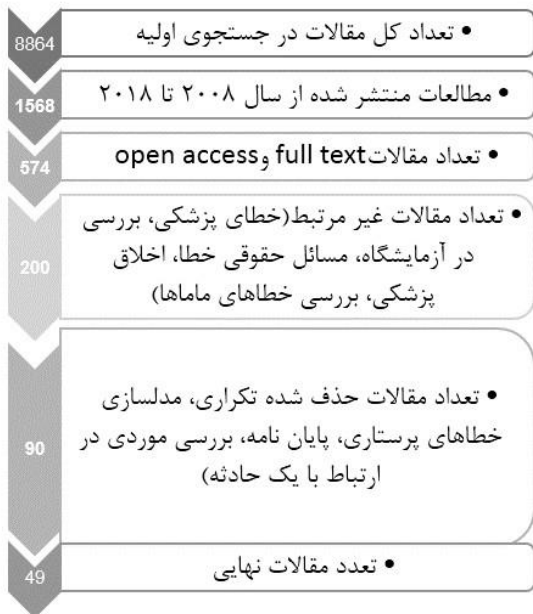 8864
• تعداد کل مقالات در جستجوی اولیه
1568
• مطالعات منتشر شده از سال ۲۰۰۸ تا ۲۰۱۸
574
• تعداد مقالات full text و open access
200
• تعداد مقالات غیر مرتبط(خطای پزشکی، بررسی
در آزمایشگاه، مسائل حقوقی خطا، اخلاق
پزشکی، بررسی خطاهای ماماها)
90
• تعداد مقالات حذف شده تکراری، مدلسازی
خطاهای پرستاری، پایان نامه، بررسی موردی در
ارتباط با یک حادثه)
49
• تعدد مقالات نهایی